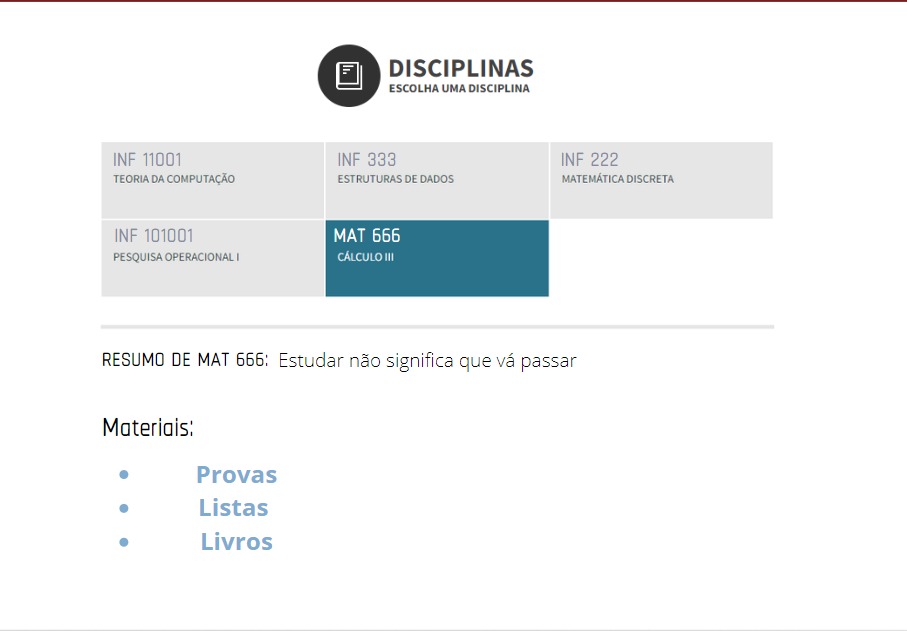 DISCIPLINAS
ESCOLHA UMA DISCIPLINA
INF 11001
TEORIA DA COMPUTAÇÃO
INF 333
ESTRUTURAS DE DADOS
INF 222
MATEMÁTICA DISCRETA
INF 101001
PESQUISA OPERACIONAL I
MAT 666
CÁLCULO III
RESUMO DE MAT 666: Estudar não significa que vá passar
Materiais:
• Provas
• Listas
• Livros